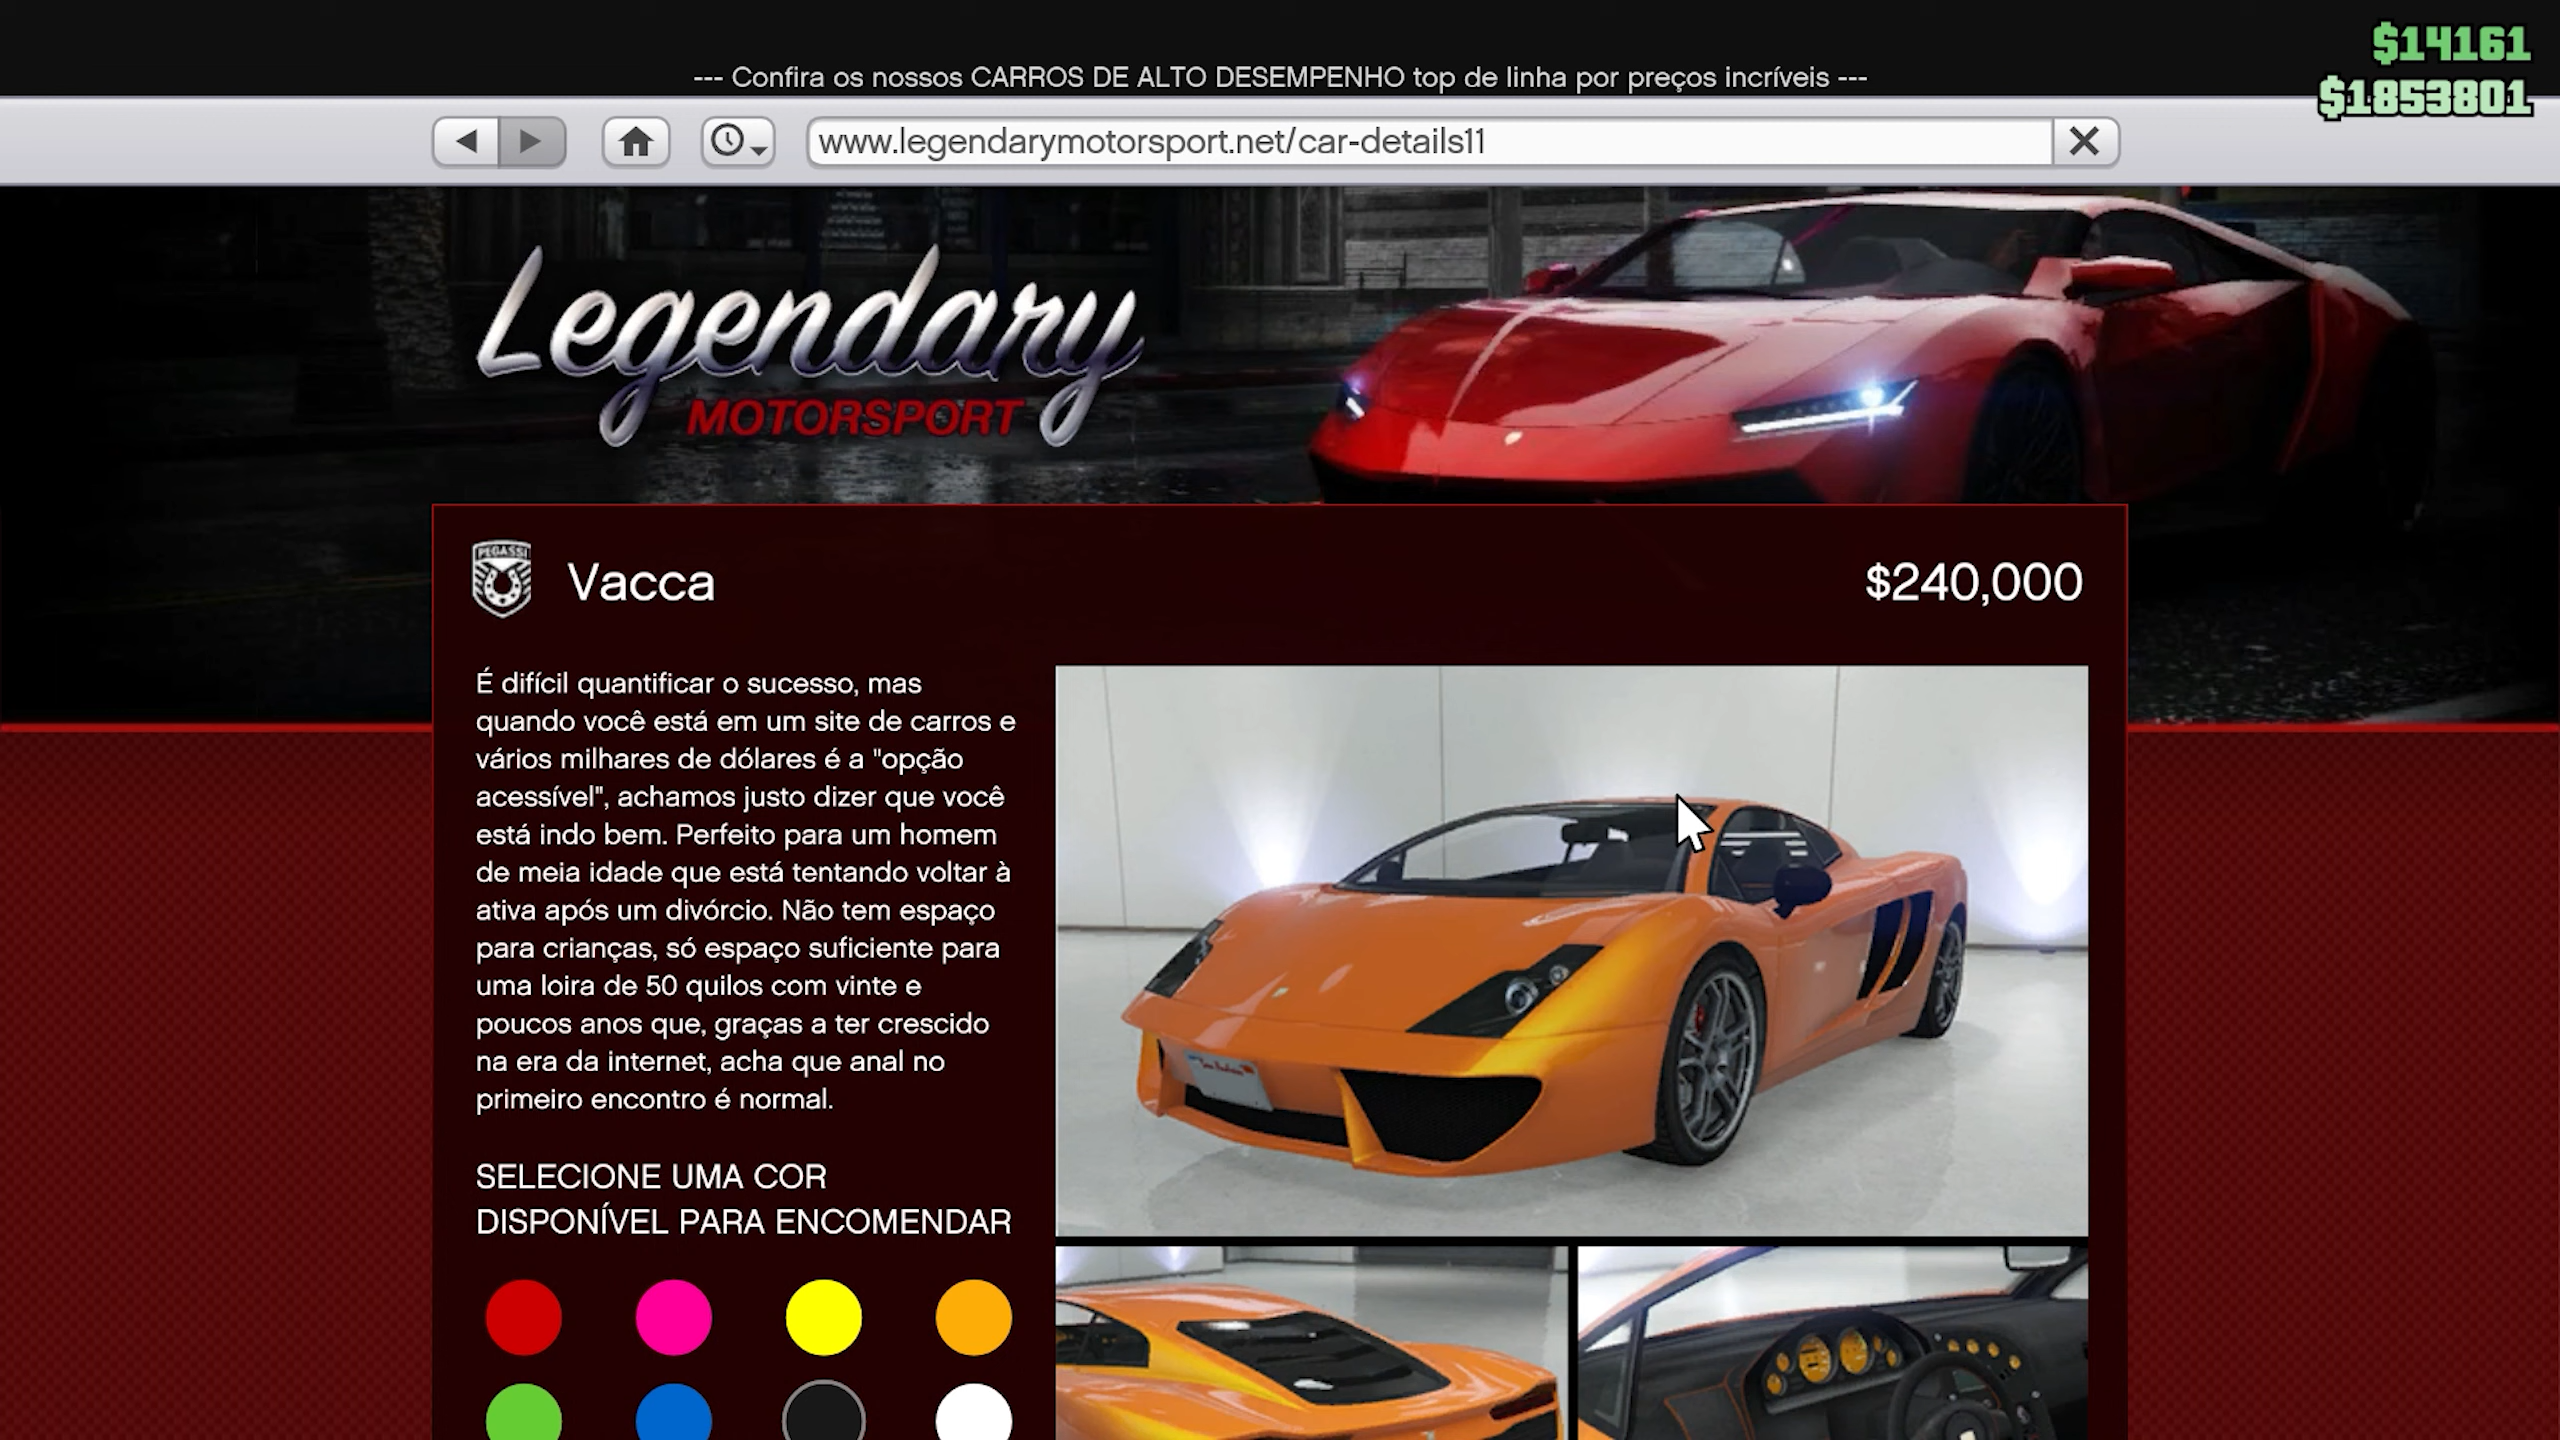 $14161
--- Confira os nossos CARROS DE ALTO DESEMPENHO top de linha por preços incríveis ---
$1853801
www.legendarymotorsport.net/car-details11
Legendary
MOTORSPORT
PEGASSI
Vacca
$240,000
É difícil quantificar o sucesso, mas
quando você está em um site de carros e
vários milhares de dólares é a "opção
acessível", achamos justo dizer que você
está indo bem. Perfeito para um homem
de meia idade que está tentando voltar à
ativa após um divórcio. Não tem espaço
para crianças, só espaço suficiente para
uma loira de 50 quilos com vinte e
poucos anos que, graças a ter crescido
na era da internet, acha que anal no
primeiro encontro é normal.
SELECIONE UMA COR
DISPONÍVEL PARA ENCOMENDAR